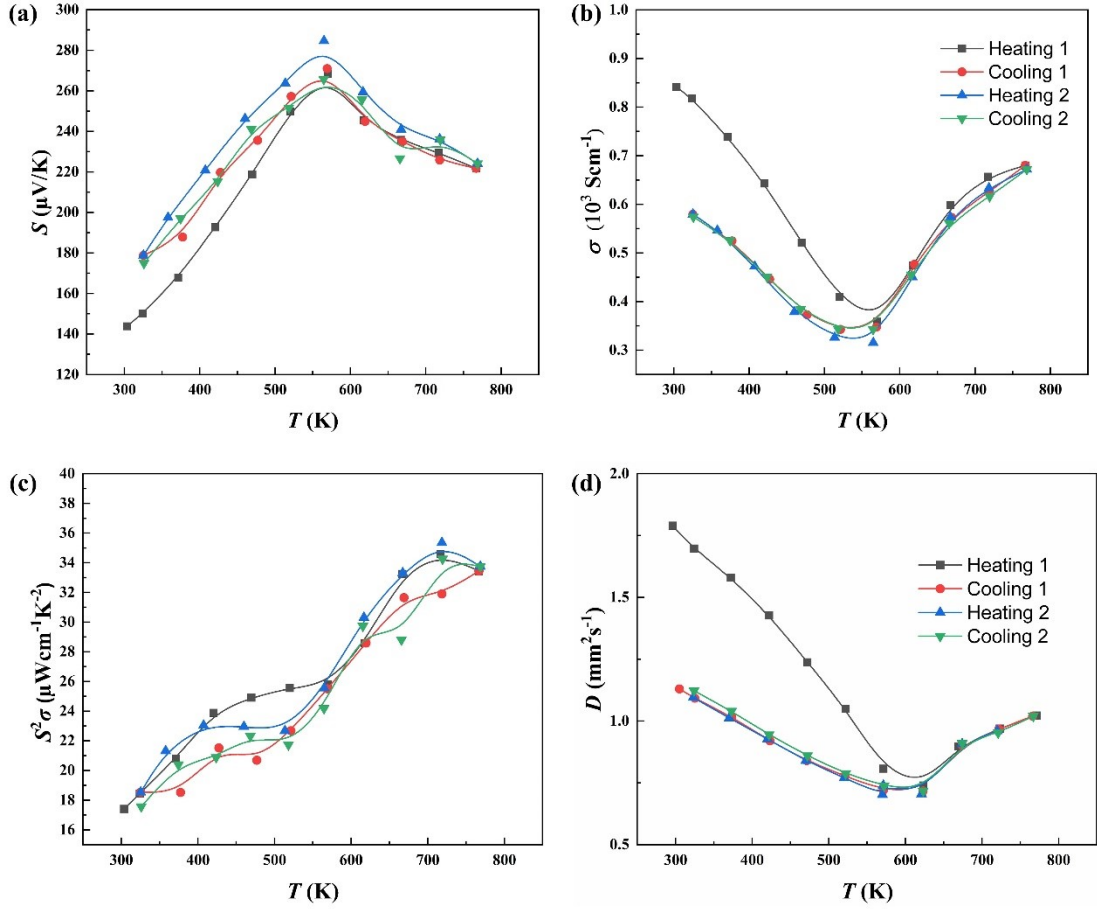 (a)
300
280
260
240
220
200
180
160
140
120
S (μV/K)
300 400 500 600 700 800
T (K)
(b)
1.0
0.9
0.8
0.7
0.6
0.5
0.4
0.3
σ (10³ Scm⁻¹)
Heating 1
Cooling 1
Heating 2
Cooling 2
300 400 500 600 700 800
T (K)
(c)
40
38
36
34
32
30
28
26
24
22
20
18
16
S²σ (μWcm⁻¹K⁻²)
300 400 500 600 700 800
T (K)
(d)
2.0
1.5
1.0
0.5
D (mm²s⁻¹)
Heating 1
Cooling 1
Heating 2
Cooling 2
300 400 500 600 700 800
T (K)